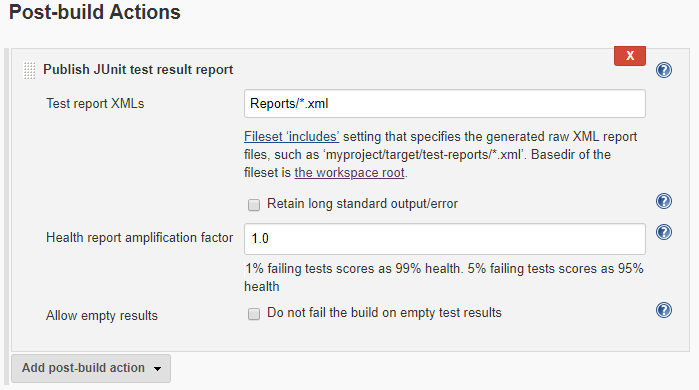 Post-build Actions
X
Publish JUnit test result report
Test report XMLs
Reports/*.xml
Fileset ‘includes’ setting that specifies the generated raw XML report
files, such as ‘myproject/target/test-reports/*.xml’. Basedir of the
fileset is the workspace root.
Retain long standard output/error
Health report amplification factor
1.0
1% failing tests scores as 99% health. 5% failing tests scores as 95%
health
Allow empty results
Do not fail the build on empty test results
Add post-build action